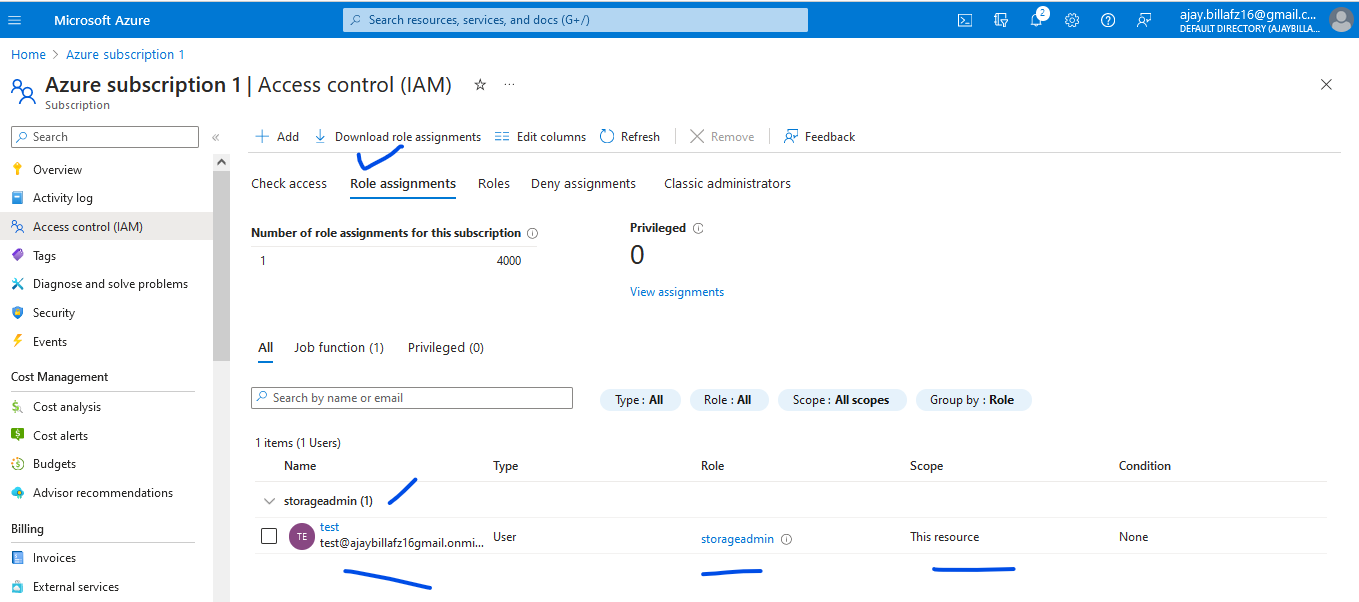 Microsoft Azure
Search resources, services, and docs (G+/)
2
ajay.billafz16@gmail.c...
DEFAULT DIRECTORY (AJAYBILLA...
Home > Azure subscription 1
Azure subscription 1 | Access control (IAM)
Subscription
Search
«
Add
Download role assignments
Edit columns
Refresh
Remove
Feedback
Overview
Activity log
Access control (IAM)
Tags
Diagnose and solve problems
Security
Events
Cost Management
Cost analysis
Cost alerts
Budgets
Advisor recommendations
Billing
Invoices
External services
Check access Role assignments Roles Deny assignments Classic administrators
Number of role assignments for this subscription
1 4000
Privileged
0
View assignments
All Job function (1) Privileged (0)
Search by name or email
Type : All Role : All Scope : All scopes Group by : Role
1 items (1 Users)
Name Type Role Scope Condition
storageadmin (1)
TE
test
test@ajaybillafz16gmail.onmi...
User storageadmin This resource None